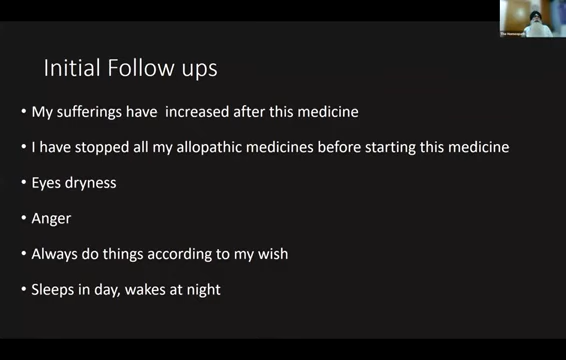 Initial Follow ups
• My sufferings have increased after this medicine
• I have stopped all my allopathic medicines before starting this medicine
• Eyes dryness
• Anger
• Always do things according to my wish
• Sleeps in day, wakes at night